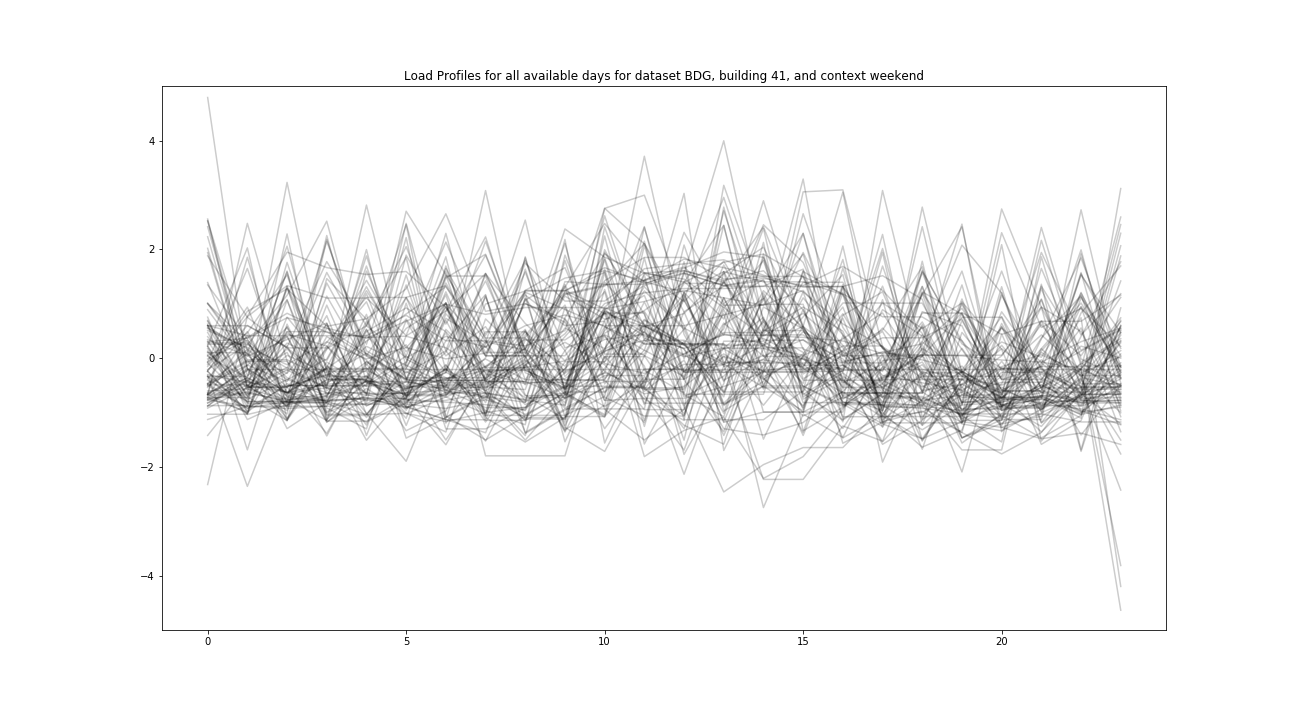 Load Profiles for all available days for dataset BDG, building 41, and context weekend
4
2
0
−2
−4
0 5 10 15 20